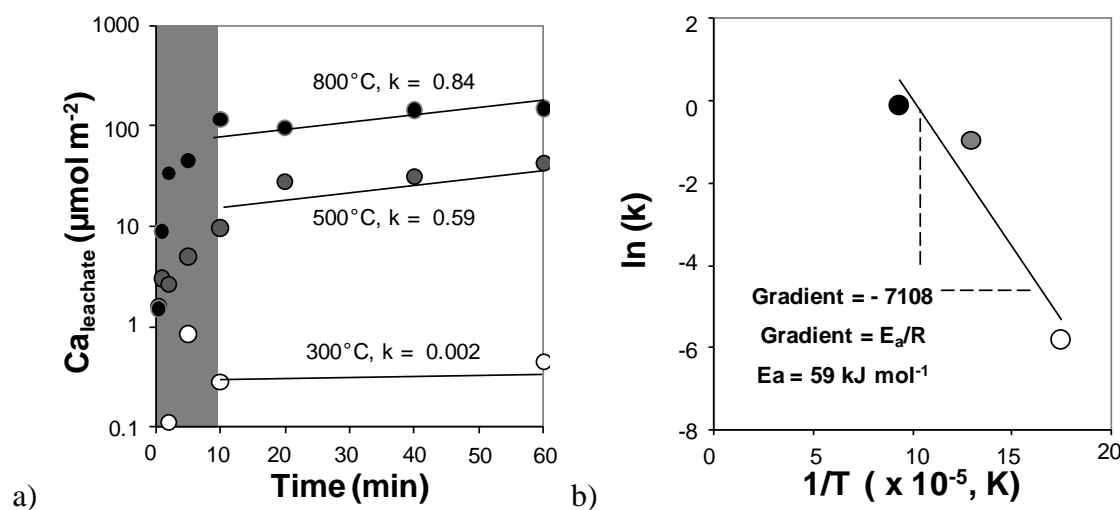 1000
100
10
1
0.1
Ca_leachate (μmol m⁻²)
800°C, k = 0.84
500°C, k = 0.59
300°C, k = 0.002
0 10 20 30 40 50 60
Time (min)
a)
2
0
-2
-4
-6
-8
ln (k)
Gradient = - 7108
Gradient = Eₐ/R
Ea = 59 kJ mol⁻¹
0 5 10 15 20
1/T ( x 10⁻⁵, K)
b)